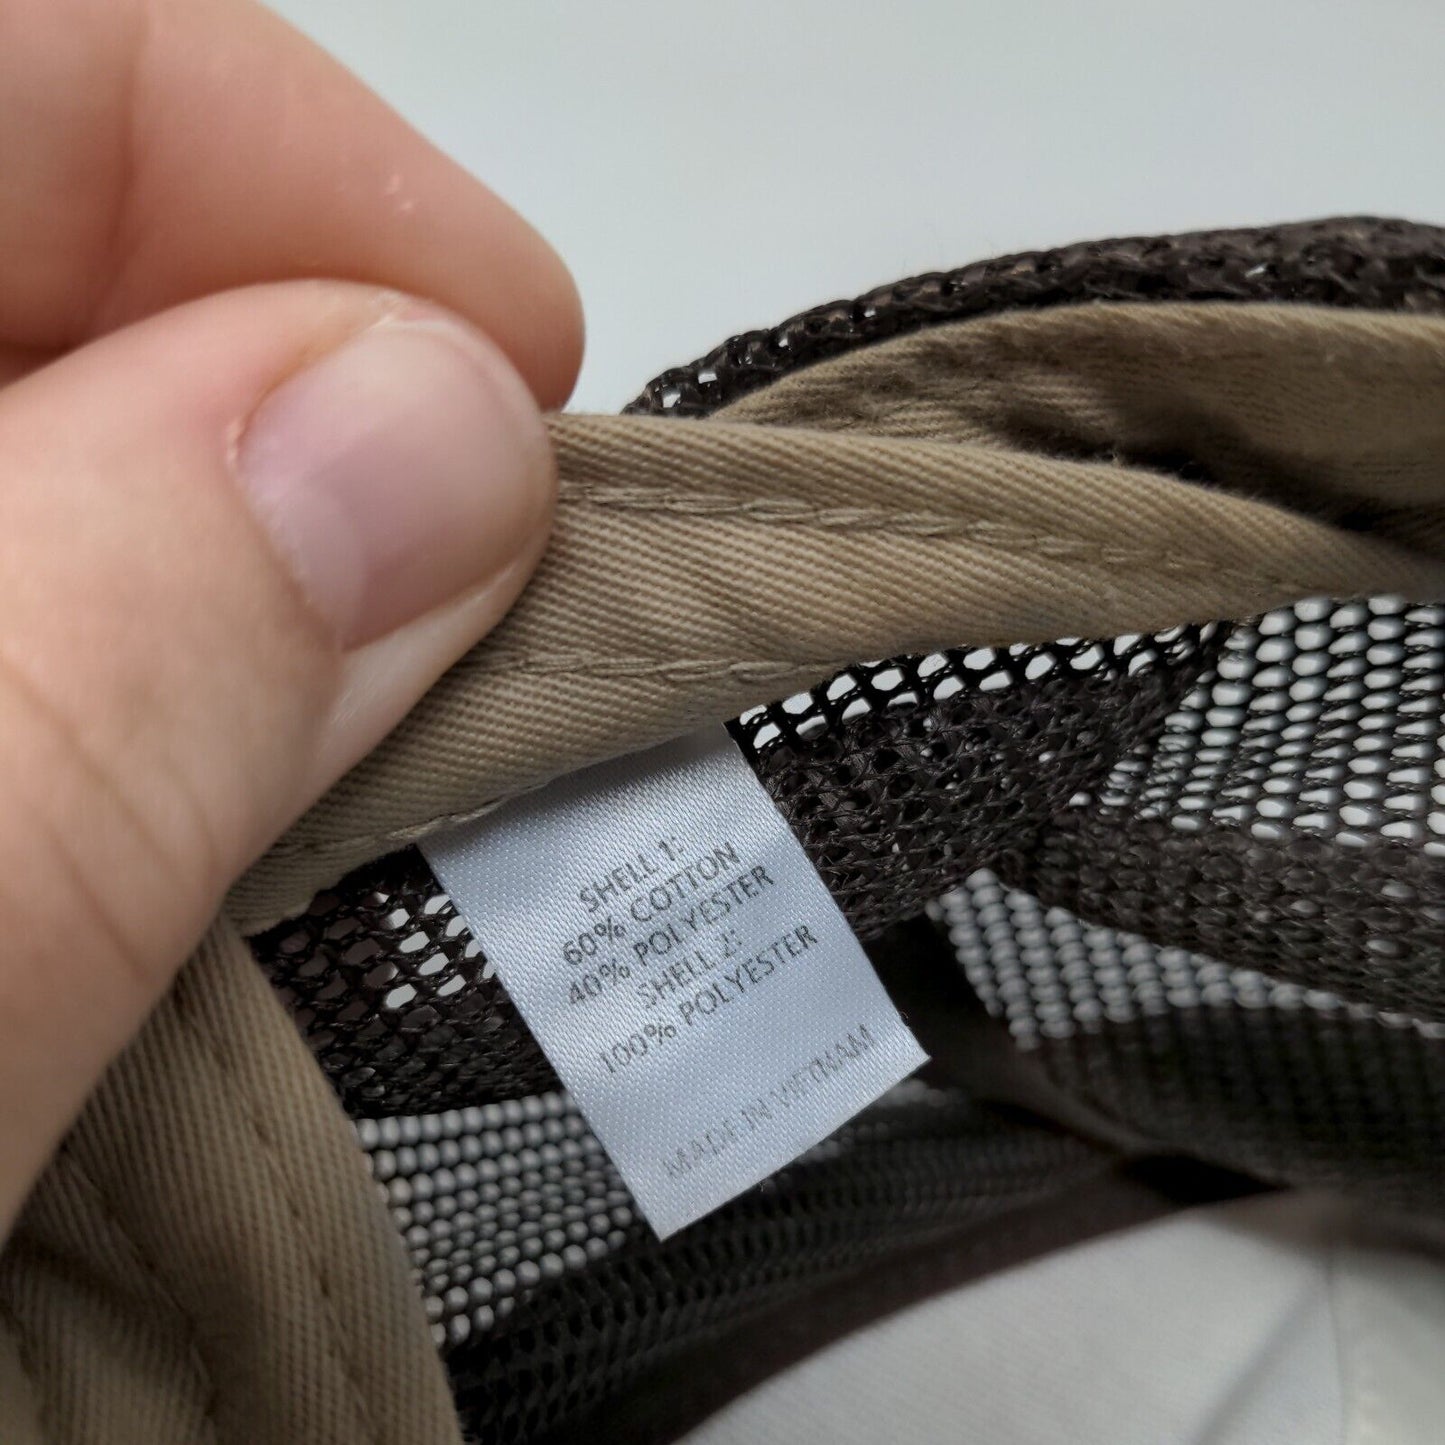 SHELL 1:
60% COTTON
40% POLYESTER
SHELL 2:
100% POLYESTER
MADE IN VIETNAM